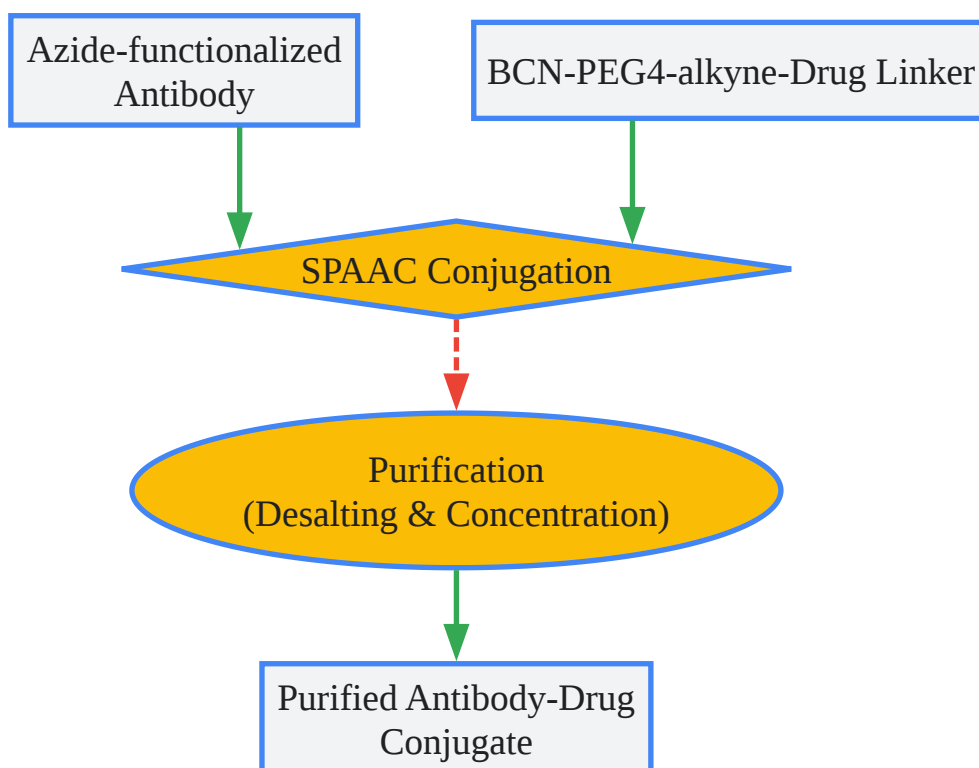 Azide-functionalized
Antibody
BCN-PEG4-alkyne-Drug Linker
SPAAC Conjugation
Purification
(Desalting & Concentration)
Purified Antibody-Drug
Conjugate